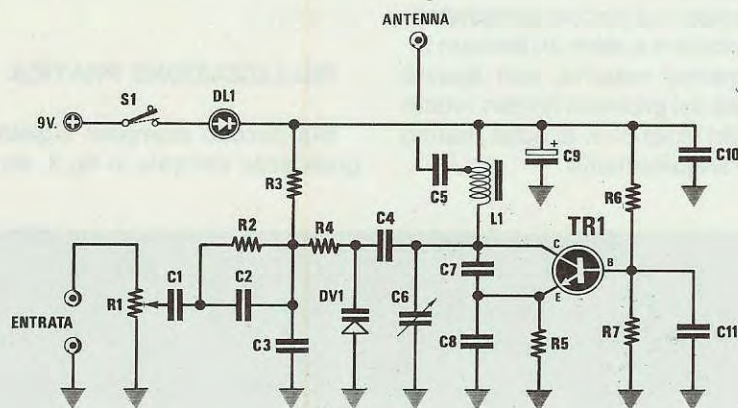 ANTENNA
9V.
S1
DL1
R3
C5
L1
C9
C10
R6
TR1
R2
R4
C4
C
B
E
R1
C1
C2
DV1
C6
C7
ENTRATA
C3
C8
R5
R7
C11